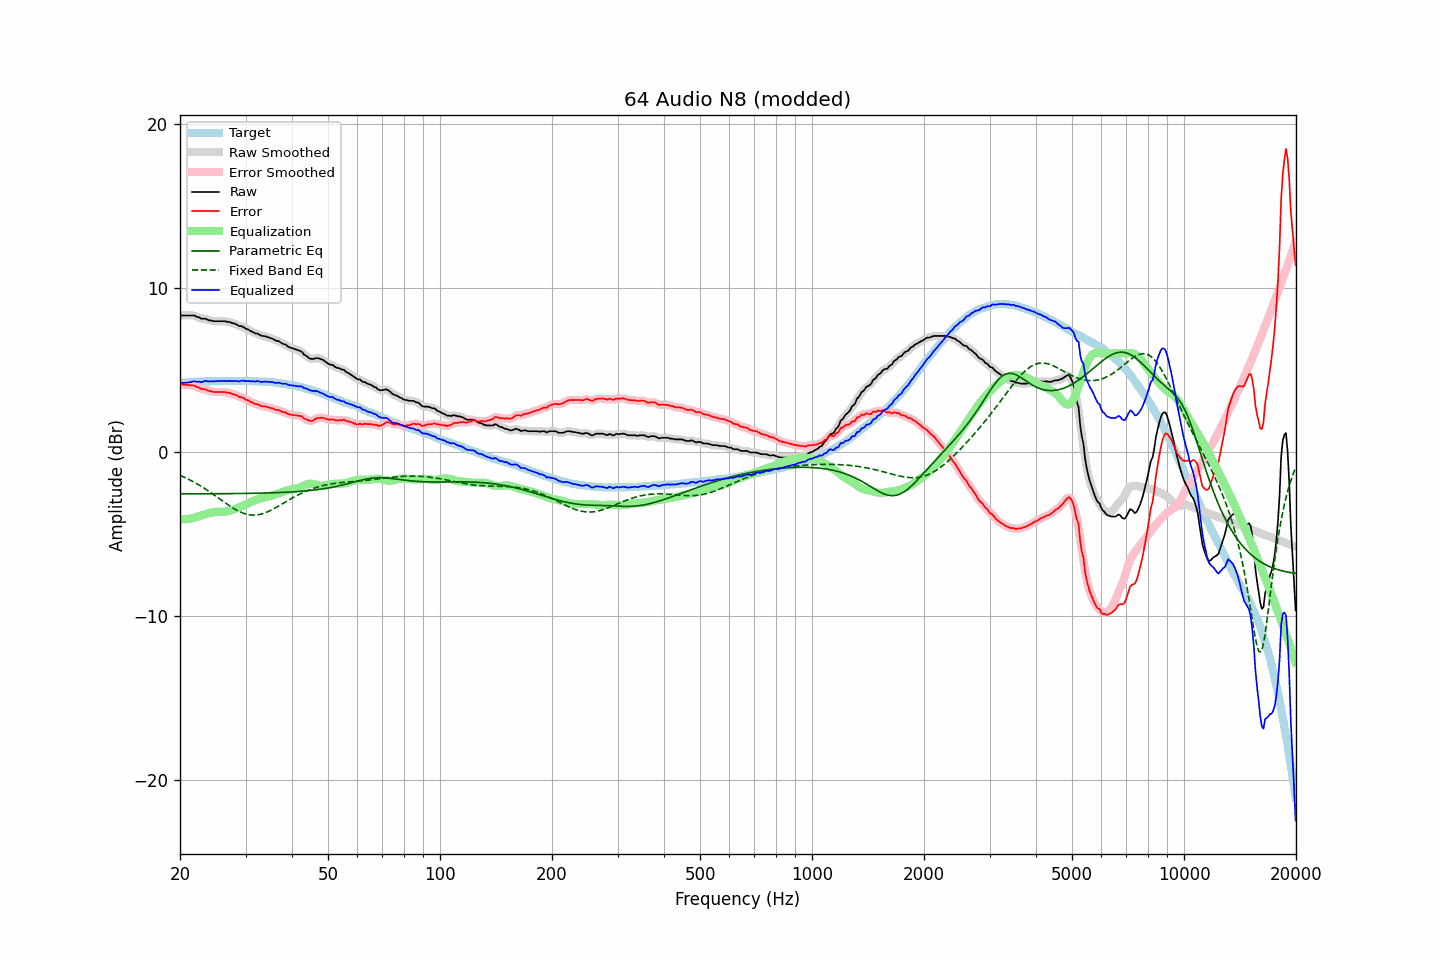 64 Audio N8 (modded)
Target
Raw Smoothed
Error Smoothed
Raw
Error
Equalization
Parametric Eq
Fixed Band Eq
Equalized
20
10
0
−10
−20
Amplitude (dBr)
20
50
100
200
500
1000
2000
5000
10000
20000
Frequency (Hz)